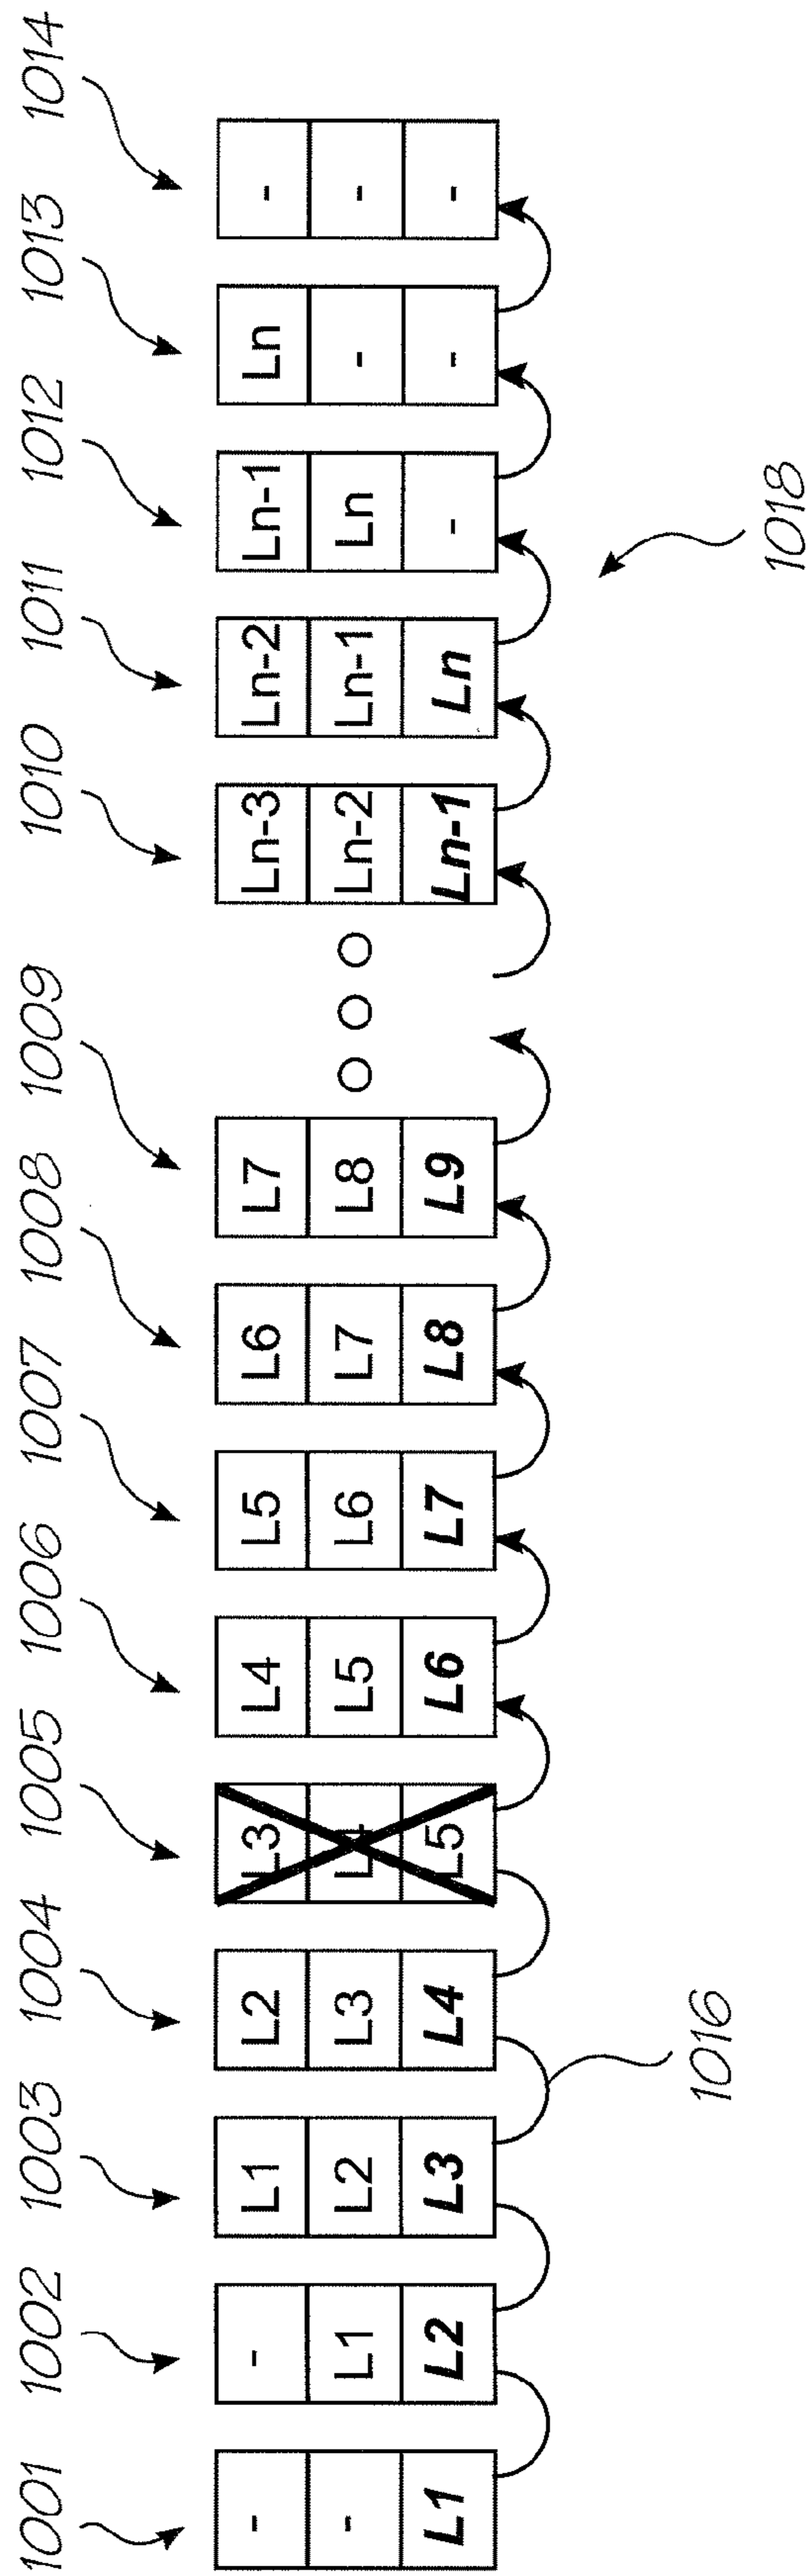 1001 1002 1003 1004 1005 1006 1007 1008 1009 1010 1011 1012 1013 1014
- - L1 L2 L3 L4 L5 L6 L7 Ln-3 Ln-2 Ln-1 Ln -
- L1 L2 L3 L4 L5 L6 L7 L8 Ln-2 Ln-1 Ln - -
L1 L2 L3 L4 L5 L6 L7 L8 L9 Ln-1 Ln - - -
1016 1018